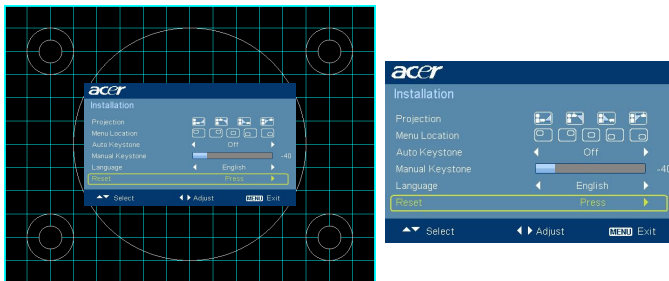 acer
Installation
Projection
Menu Location
Auto Keystone Off
Manual Keystone -40
Language English
Reset Press
Select Adjust MENU Exit
acer
Installation
Projection
Menu Location
Auto Keystone Off
Manual Keystone -40
Language English
Reset Press
Select Adjust MENU Exit